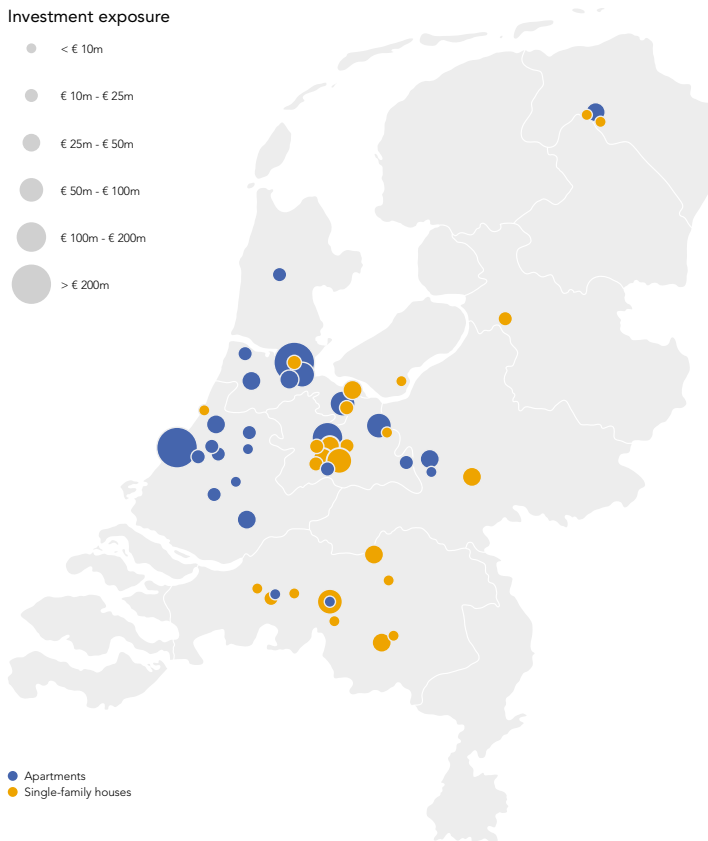 Investment exposure
< € 10m
€ 10m - € 25m
€ 25m - € 50m
€ 50m - € 100m
€ 100m - € 200m
> € 200m
Apartments
Single-family houses